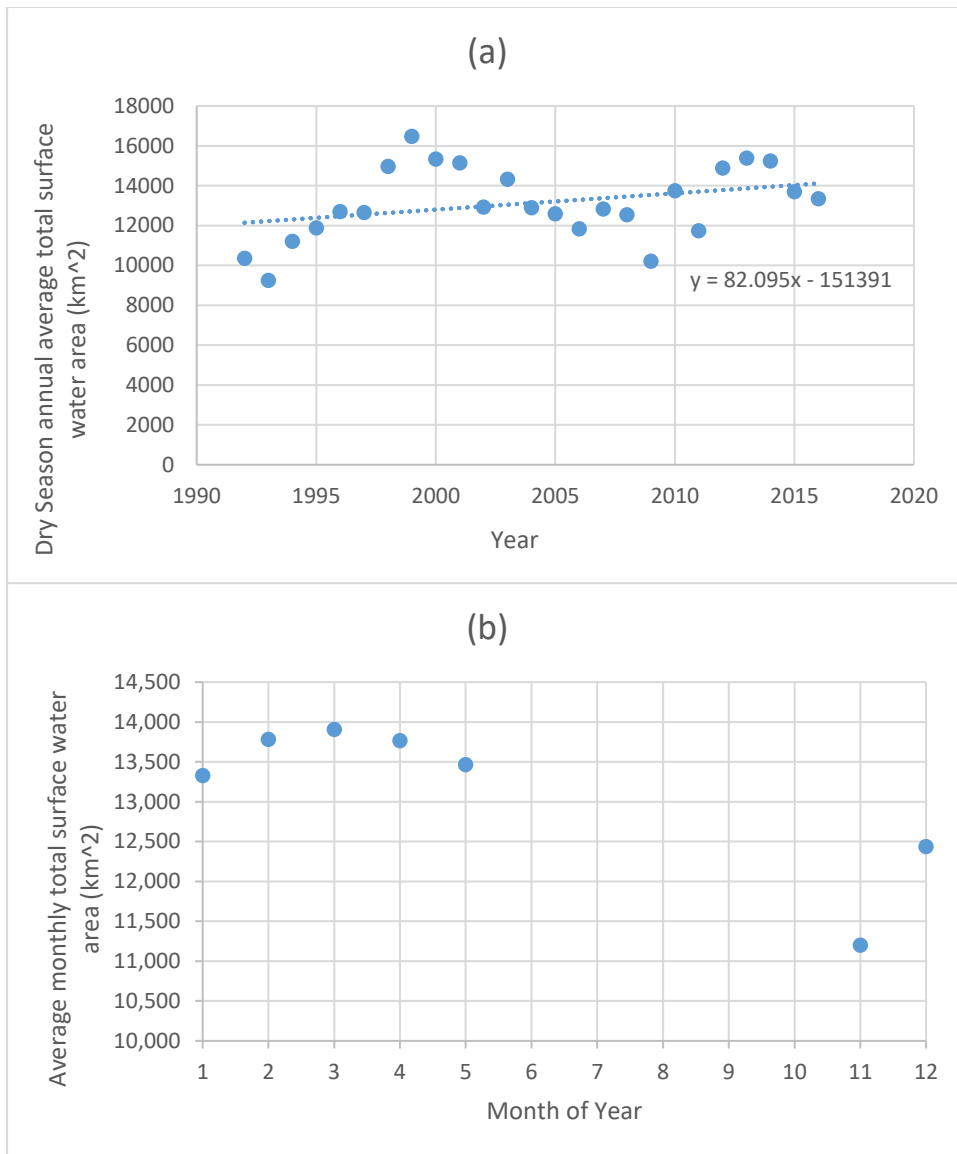 (a)
Dry Season annual average total surface
water area (km^2)
18000
16000
14000
12000
10000
8000
6000
4000
2000
0
y = 82.095x - 151391
1990 1995 2000 2005 2010 2015 2020
Year
(b)
Average monthly total surface water
area (km^2)
14,500
14,000
13,500
13,000
12,500
12,000
11,500
11,000
10,500
10,000
1 2 3 4 5 6 7 8 9 10 11 12
Month of Year